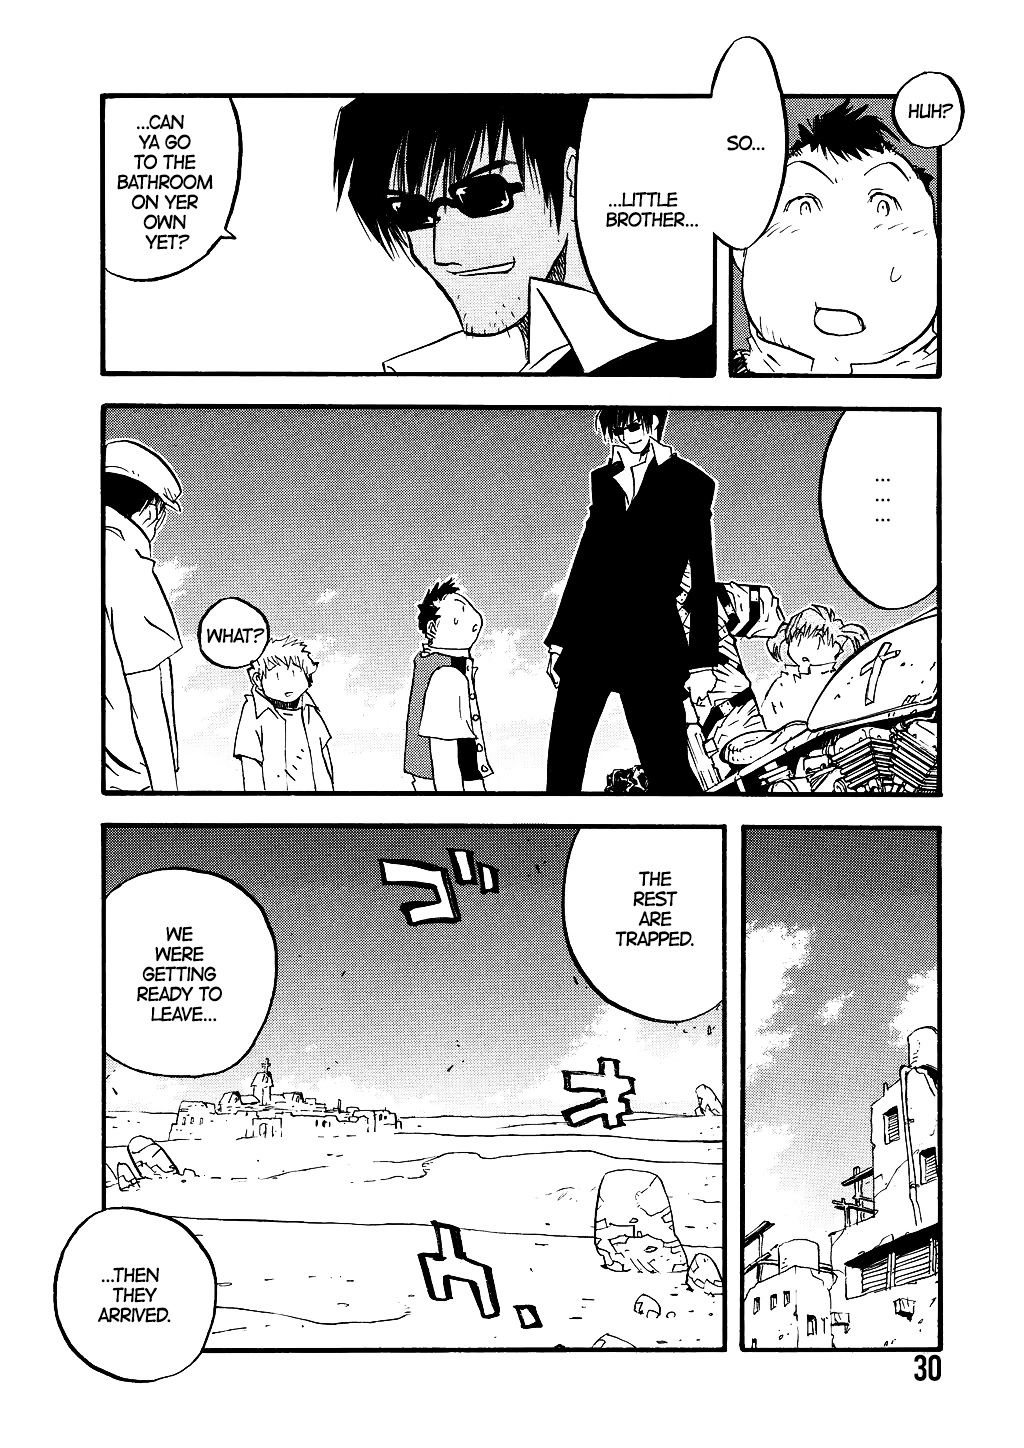 HUH?
SO...
...LITTLE
BROTHER...
...CAN
YA GO
TO THE
BATHROOM
ON YER
OWN
YET?
...
...
...
WHAT?
THE
REST
ARE
TRAPPED.
ゴ
オ
ム.
WE
WERE
GETTING
READY TO
LEAVE...
...THEN
THEY
ARRIVED.
30